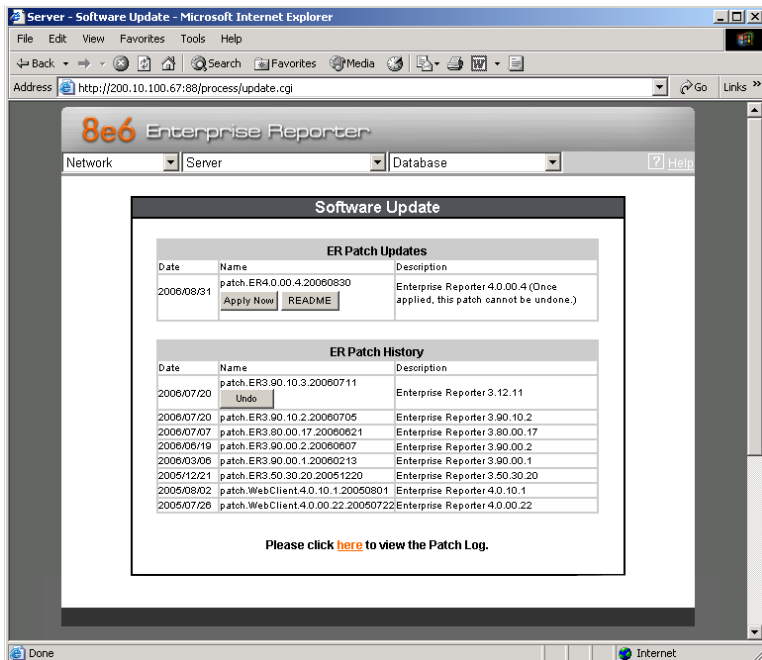 Server - Software Update - Microsoft Internet Explorer
File Edit View Favorites Tools Help
Back Search Favorites Media
Address http://200.10.100.67:88/process/update.cgi Go Links »
8e6 Enterprise Reporter
Network Server Database ? Help
Software Update
ER Patch Updates
Date Name Description
2006/08/31 patch.ER4.0.00.4.20060830 Enterprise Reporter 4.0.00.4 (Once
Apply Now README applied, this patch cannot be undone.)
ER Patch History
Date Name Description
patch.ER3.90.10.3.20060711
2006/07/20 Undo Enterprise Reporter 3.12.11
2006/07/20 patch.ER3.90.10.2.20060705 Enterprise Reporter 3.90.10.2
2006/07/07 patch.ER3.80.00.17.20060621 Enterprise Reporter 3.80.00.17
2006/06/19 patch.ER3.90.00.2.20060607 Enterprise Reporter 3.90.00.2
2006/03/06 patch.ER3.90.00.1.20060213 Enterprise Reporter 3.90.00.1
2005/12/21 patch.ER3.50.30.20.20051220 Enterprise Reporter 3.50.30.20
2005/08/02 patch.WebClient.4.0.10.1.20050801 Enterprise Reporter 4.0.10.1
2005/07/26 patch.WebClient.4.0.00.22.20050722 Enterprise Reporter 4.0.00.22
Please click here to view the Patch Log.
Done Internet